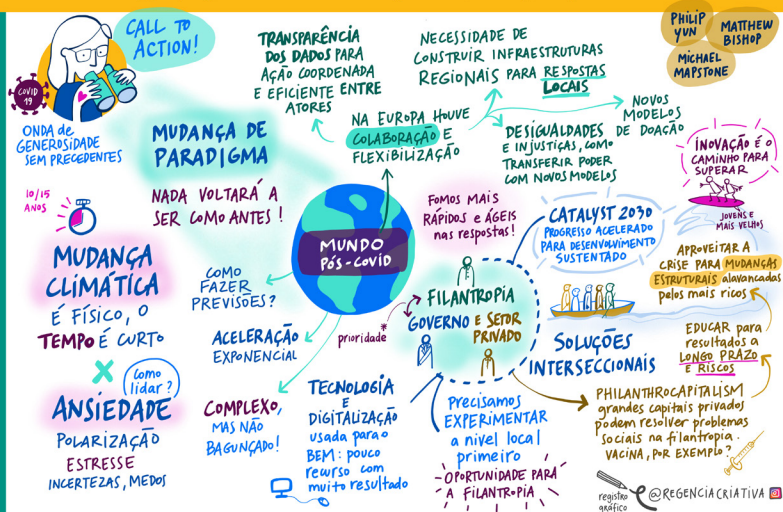 CALL TO
ACTION!
COVID
19
ONDA de
GENEROSIDADE
SEM PRECEDENTES
MUDANÇA DE
PARADIGMA
NADA VOLTARÁ A
SER COMO ANTES!
10/15
ANOS
MUDANÇA
CLIMÁTICA
É FÍSICO, O
TEMPO É CURTO
X
como
lidar?
ANSIEDADE
POLARIZAÇÃO
ESTRESSE
INCERTEZAS, MEDOS
TRANSPARÊNCIA
DOS DADOS PARA
AÇÃO COORDENADA
E EFICIENTE ENTRE
ATORES
NA EUROPA HOUVE
COLABORAÇÃO E
FLEXIBILIZAÇÃO
NECESSIDADE DE
CONSTRUIR INFRAESTRUTURAS
REGIONAIS PARA RESPOSTAS
LOCAIS
NOVOS
MODELOS
DE DOAÇÃO
DESIGUALDADES
E INJUSTIÇAS, COMO
TRANSFERIR PODER
COM NOVOS MODELOS
PHILIP
YUN
MATTHEW
BISHOP
MICHAEL
MAPSTONE
MUNDO
PÓS-COVID
COMO
FAZER
PREVISÕES?
ACELERAÇÃO
EXPONENCIAL
COMPLEXO,
MAS NÃO
BAGUNÇADO!
FOMOS MAIS
RÁPIDOS e ÁGEIS
nas respostas!
prioridade*
FILANTROPIA
GOVERNO E SETOR
PRIVADO
TECNOLOGIA
E
DIGITALIZAÇÃO
usada para o
BEM: pouco
recurso com
muito resultado
Precisamos
EXPERIMENTAR
a nivel local
primeiro
- OPORTUNIDADE PARA
A FILANTROPIA -
CATALYST 2030
PROGRESSO ACELERADO
PARA DESENVOLVIMENTO
SUSTENTADO
SOLUÇÕES
INTERSECCIONAIS
PHILANTHROCAPITALISM
grandes capitais privados
podem resolver problemas
sociais na filantropia.
VACINA, POR EXEMPLO?
EDUCAR para
resultados a
LONGO PRAZO
E RISCOS
APROVEITAR A
CRISE PARA MUDANÇAS
ESTRUTURAIS alavancadas
pelos mais ricos
INOVAÇÃO É O
CAMINHO PARA
SUPERAR
JOVENS E
MAIS VELHOS
registro
gráfico
@REGENCIACRIATIVA